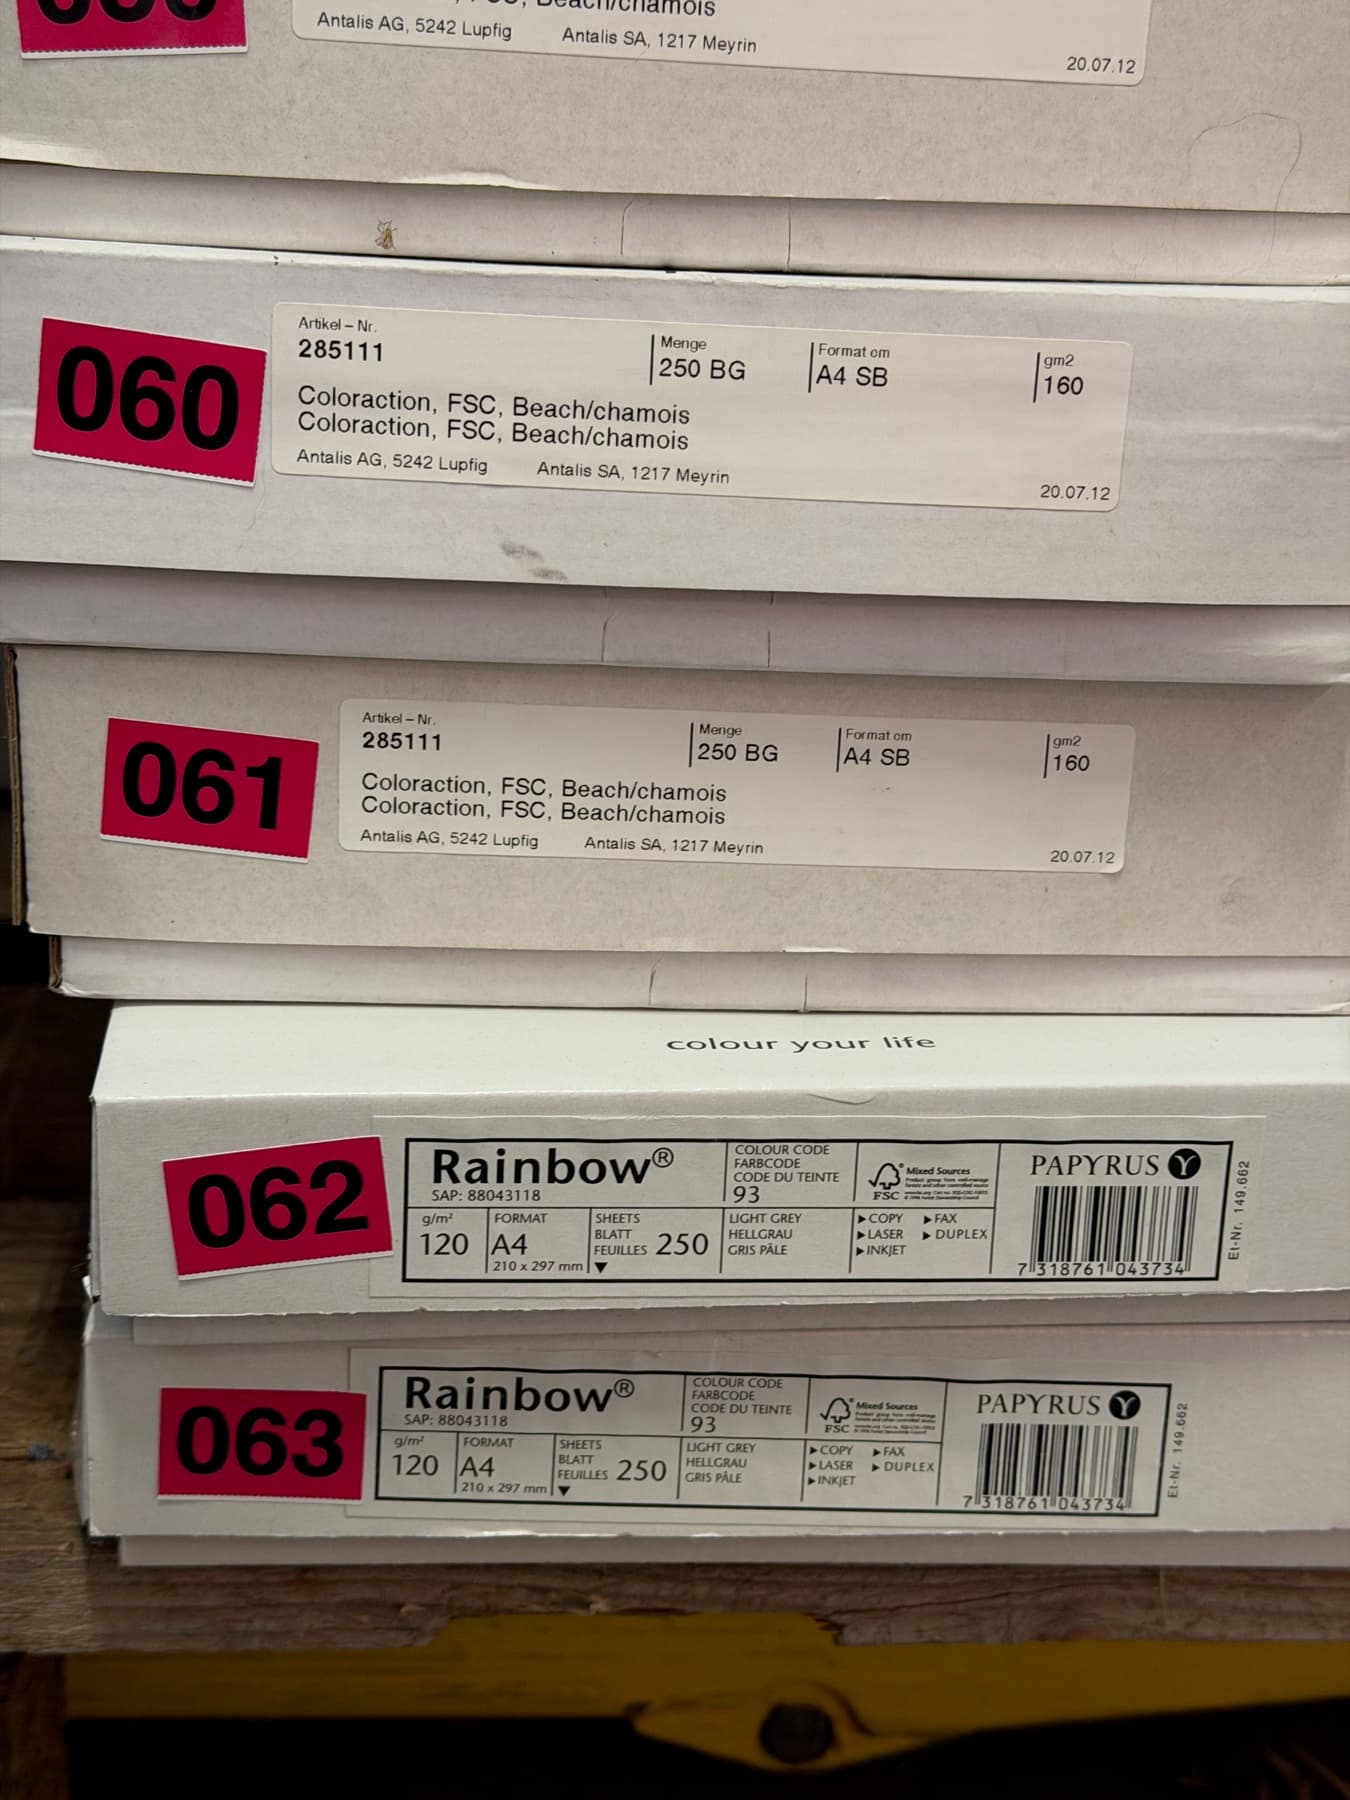 Beach/chamois
Antalis AG, 5242 Lupfig Antalis SA, 1217 Meyrin
20.07.12
060
Artikel – Nr.
285111
Menge
250 BG
Format cm
A4 SB
gm2
160
Coloraction, FSC, Beach/chamois
Coloraction, FSC, Beach/chamois
Antalis AG, 5242 Lupfig Antalis SA, 1217 Meyrin
20.07.12
061
Artikel – Nr.
285111
Menge
250 BG
Format cm
A4 SB
gm2
160
Coloraction, FSC, Beach/chamois
Coloraction, FSC, Beach/chamois
Antalis AG, 5242 Lupfig Antalis SA, 1217 Meyrin
20.07.12
colour your life
062
Rainbow®
SAP: 88043118
COLOUR CODE
FARBCODE
CODE DU TEINTE
93
FSC
Mixed Sources
PAPYRUS
g/m²
120
FORMAT
A4
210 x 297 mm
SHEETS
BLATT
FEUILLES 250
▼
LIGHT GREY
HELLGRAU
GRIS PÂLE
▶COPY ▶FAX
▶LASER ▶DUPLEX
▶INKJET
7 318761 043734
Et-Nr. 149.662
063
Rainbow®
SAP: 88043118
COLOUR CODE
FARBCODE
CODE DU TEINTE
93
FSC
Mixed Sources
PAPYRUS
g/m²
120
FORMAT
A4
210 x 297 mm
SHEETS
BLATT
FEUILLES 250
▼
LIGHT GREY
HELLGRAU
GRIS PÂLE
▶COPY ▶FAX
▶LASER ▶DUPLEX
▶INKJET
7 318761 043734
Et-Nr. 149.662